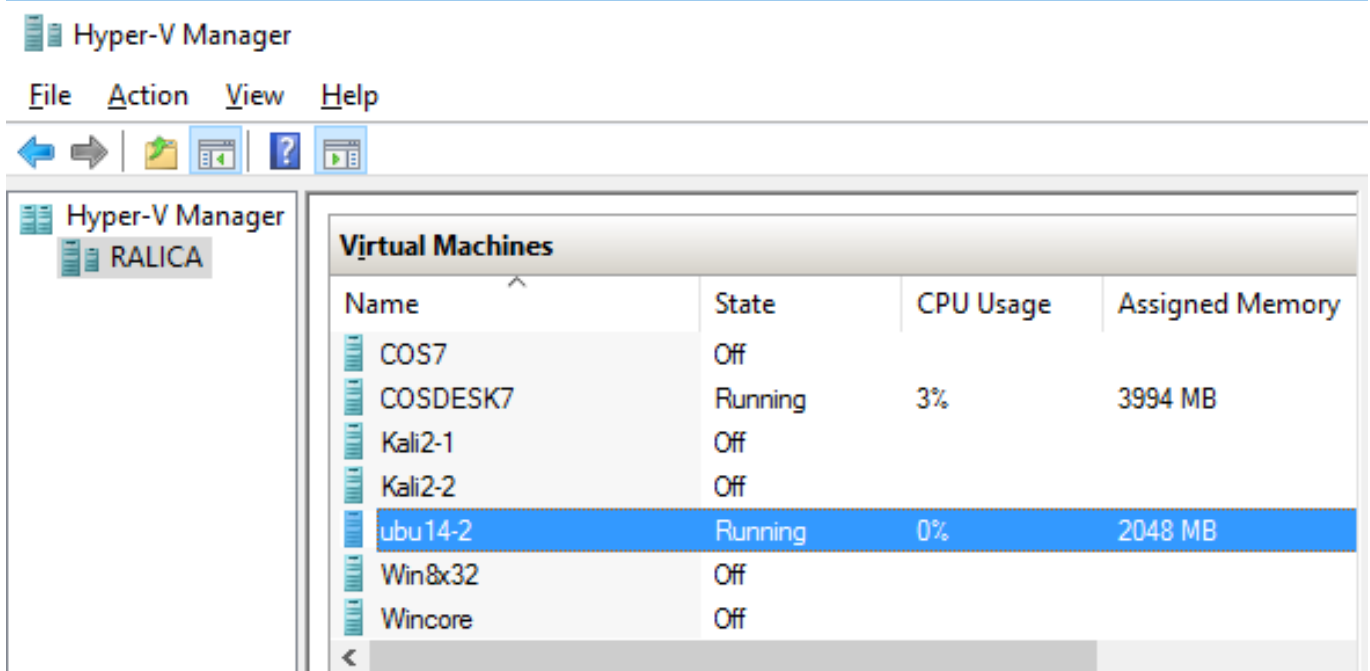 Hyper-V Manager
File Action View Help
Hyper-V Manager
RALICA
Virtual Machines
Name State CPU Usage Assigned Memory
COS7 Off
COSDESK7 Running 3% 3994 MB
Kali2-1 Off
Kali2-2 Off
ubu14-2 Running 0% 2048 MB
Win8x32 Off
Wincore Off